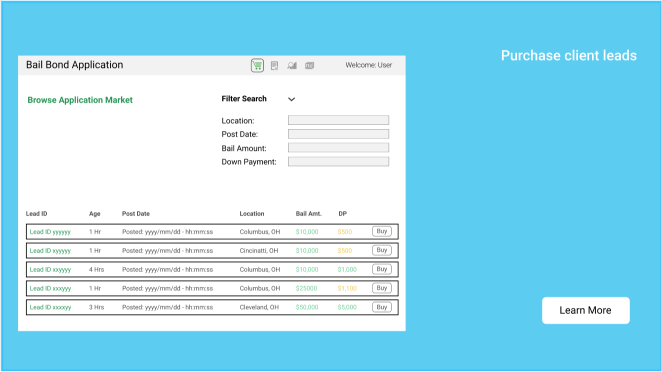 Purchase client leads
Bail Bond Application
Welcome: User
Browse Application Market
Filter Search
Location:
Post Date:
Bail Amount:
Down Payment:
Lead ID Age Post Date Location Bail Amt. DP
Lead ID yyyyyy 1 Hr Posted: yyyy/mm/dd - hh:mm:ss Columbus, OH $10,000 $500 Buy
Lead ID xyyyyy 1 Hr Posted: yyyy/mm/dd - hh:mm:ss Cincinatti, OH $10,000 $500 Buy
Lead ID xxyyyy 4 Hrs Posted: yyyy/mm/dd - hh:mm:ss Columbus, OH $10,000 $1,000 Buy
Lead ID xxxyyy 1 Hr Posted: yyyy/mm/dd - hh:mm:ss Columbus, OH $25000 $1,100 Buy
Lead ID xxxxyy 3 Hrs Posted: yyyy/mm/dd - hh:mm:ss Cleveland, OH $50,000 $5,000 Buy
Learn More